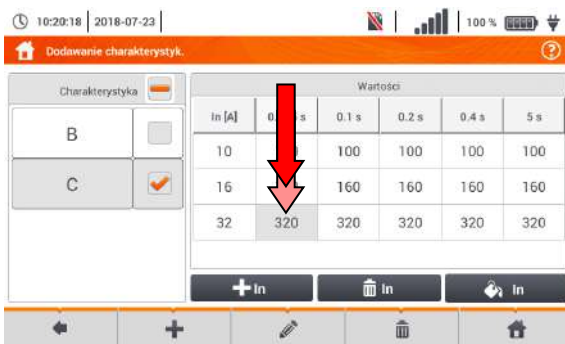 10:20:18 2018-07-23 100 %
Dodawanie charakterystyk.
Charakterystyka Wartości
In [A] 0.1 s 0.2 s 0.4 s 5 s
B
10 100 100 100 100
C
16 160 160 160 160
32 320 320 320 320 320
In In In